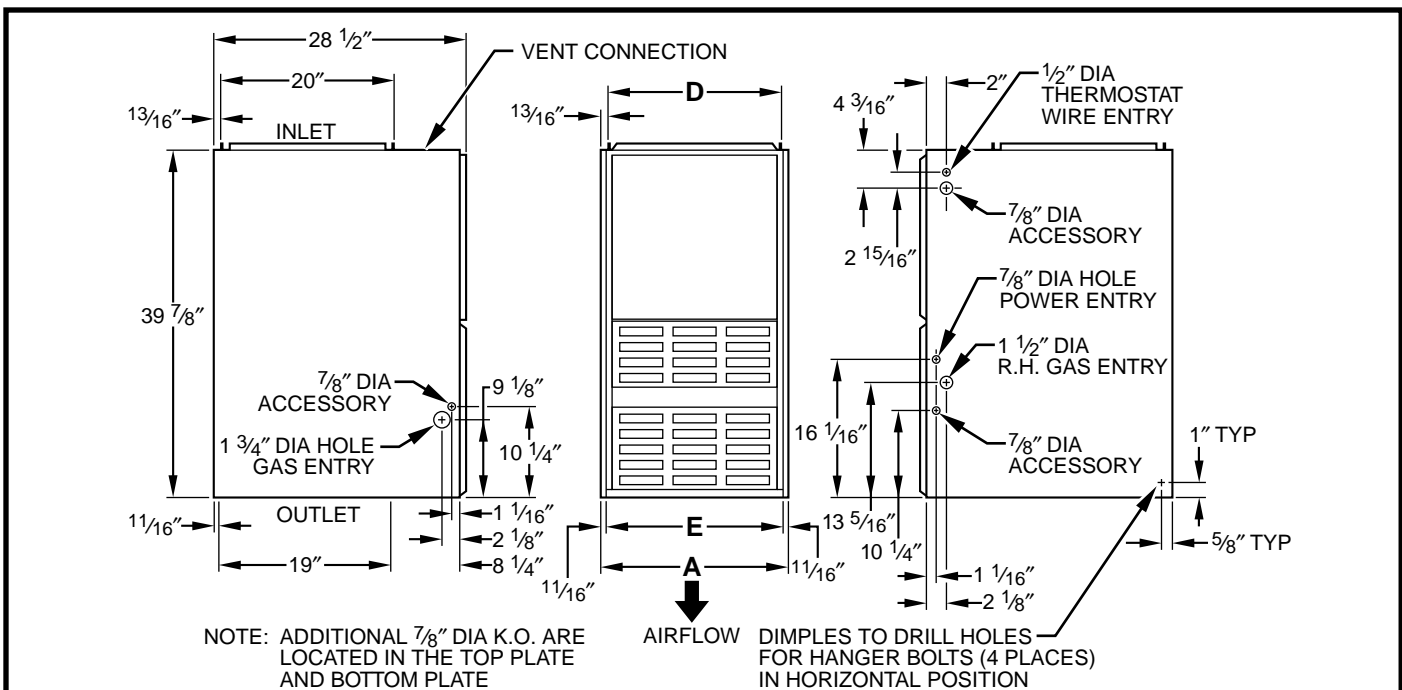 28 1/2″
VENT CONNECTION
20″
13/16″
INLET
39 7/8″
7/8″ DIA
ACCESSORY
9 1/8″
1 3/4″ DIA HOLE
GAS ENTRY
10 1/4″
11/16″
OUTLET
1 1/16″
2 1/8″
19″
8 1/4″
D
13/16″
E
11/16″
11/16″
A
AIRFLOW
2″
4 3/16″
1/2″ DIA
THERMOSTAT
WIRE ENTRY
7/8″ DIA
ACCESSORY
2 15/16″
7/8″ DIA HOLE
POWER ENTRY
1 1/2″ DIA
R.H. GAS ENTRY
16 1/16″
7/8″ DIA
ACCESSORY
1″ TYP
13 5/16″
10 1/4″
5/8″ TYP
1 1/16″
2 1/8″
NOTE: ADDITIONAL 7/8″ DIA K.O. ARE
LOCATED IN THE TOP PLATE
AND BOTTOM PLATE
DIMPLES TO DRILL HOLES
FOR HANGER BOLTS (4 PLACES)
IN HORIZONTAL POSITION